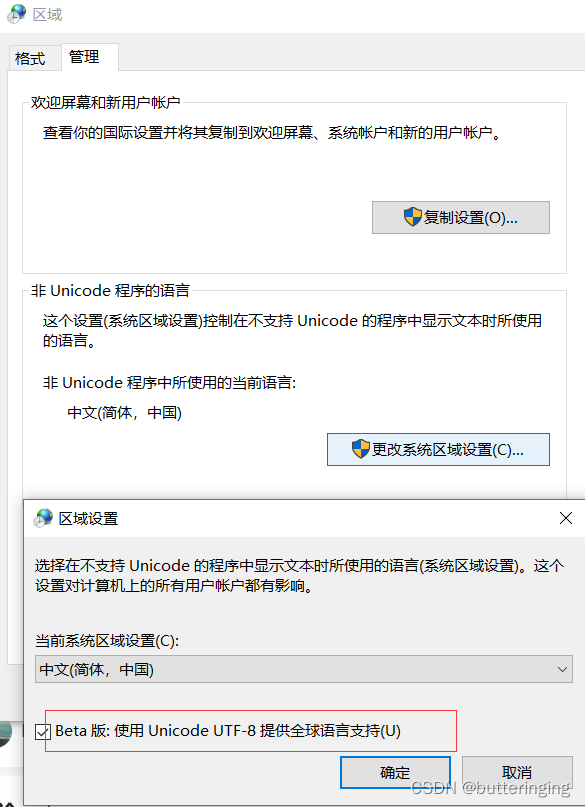 区域
格式 管理
欢迎屏幕和新用户帐户
查看你的国际设置并将其复制到欢迎屏幕、系统帐户和新的用户帐户。
复制设置(O)...
非 Unicode 程序的语言
这个设置(系统区域设置)控制在不支持 Unicode 的程序中显示文本时所使用
的语言。
非 Unicode 程序中所使用的当前语言:
中文(简体，中国)
更改系统区域设置(C)...
区域设置
选择在不支持 Unicode 的程序中显示文本时所使用的语言(系统区域设置)。这个
设置对计算机上的所有用户帐户都有影响。
当前系统区域设置(C):
中文(简体，中国)
Beta 版: 使用 Unicode UTF-8 提供全球语言支持(U)
确定 取消
CSDN @butteringing